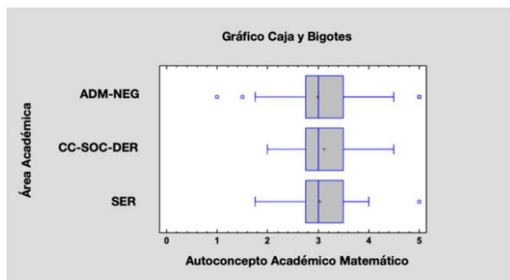 Gráfico Caja y Bigotes
Área Académica
ADM-NEG
CC-SOC-DER
SER
0 1 2 3 4 5
Autoconcepto Académico Matemático